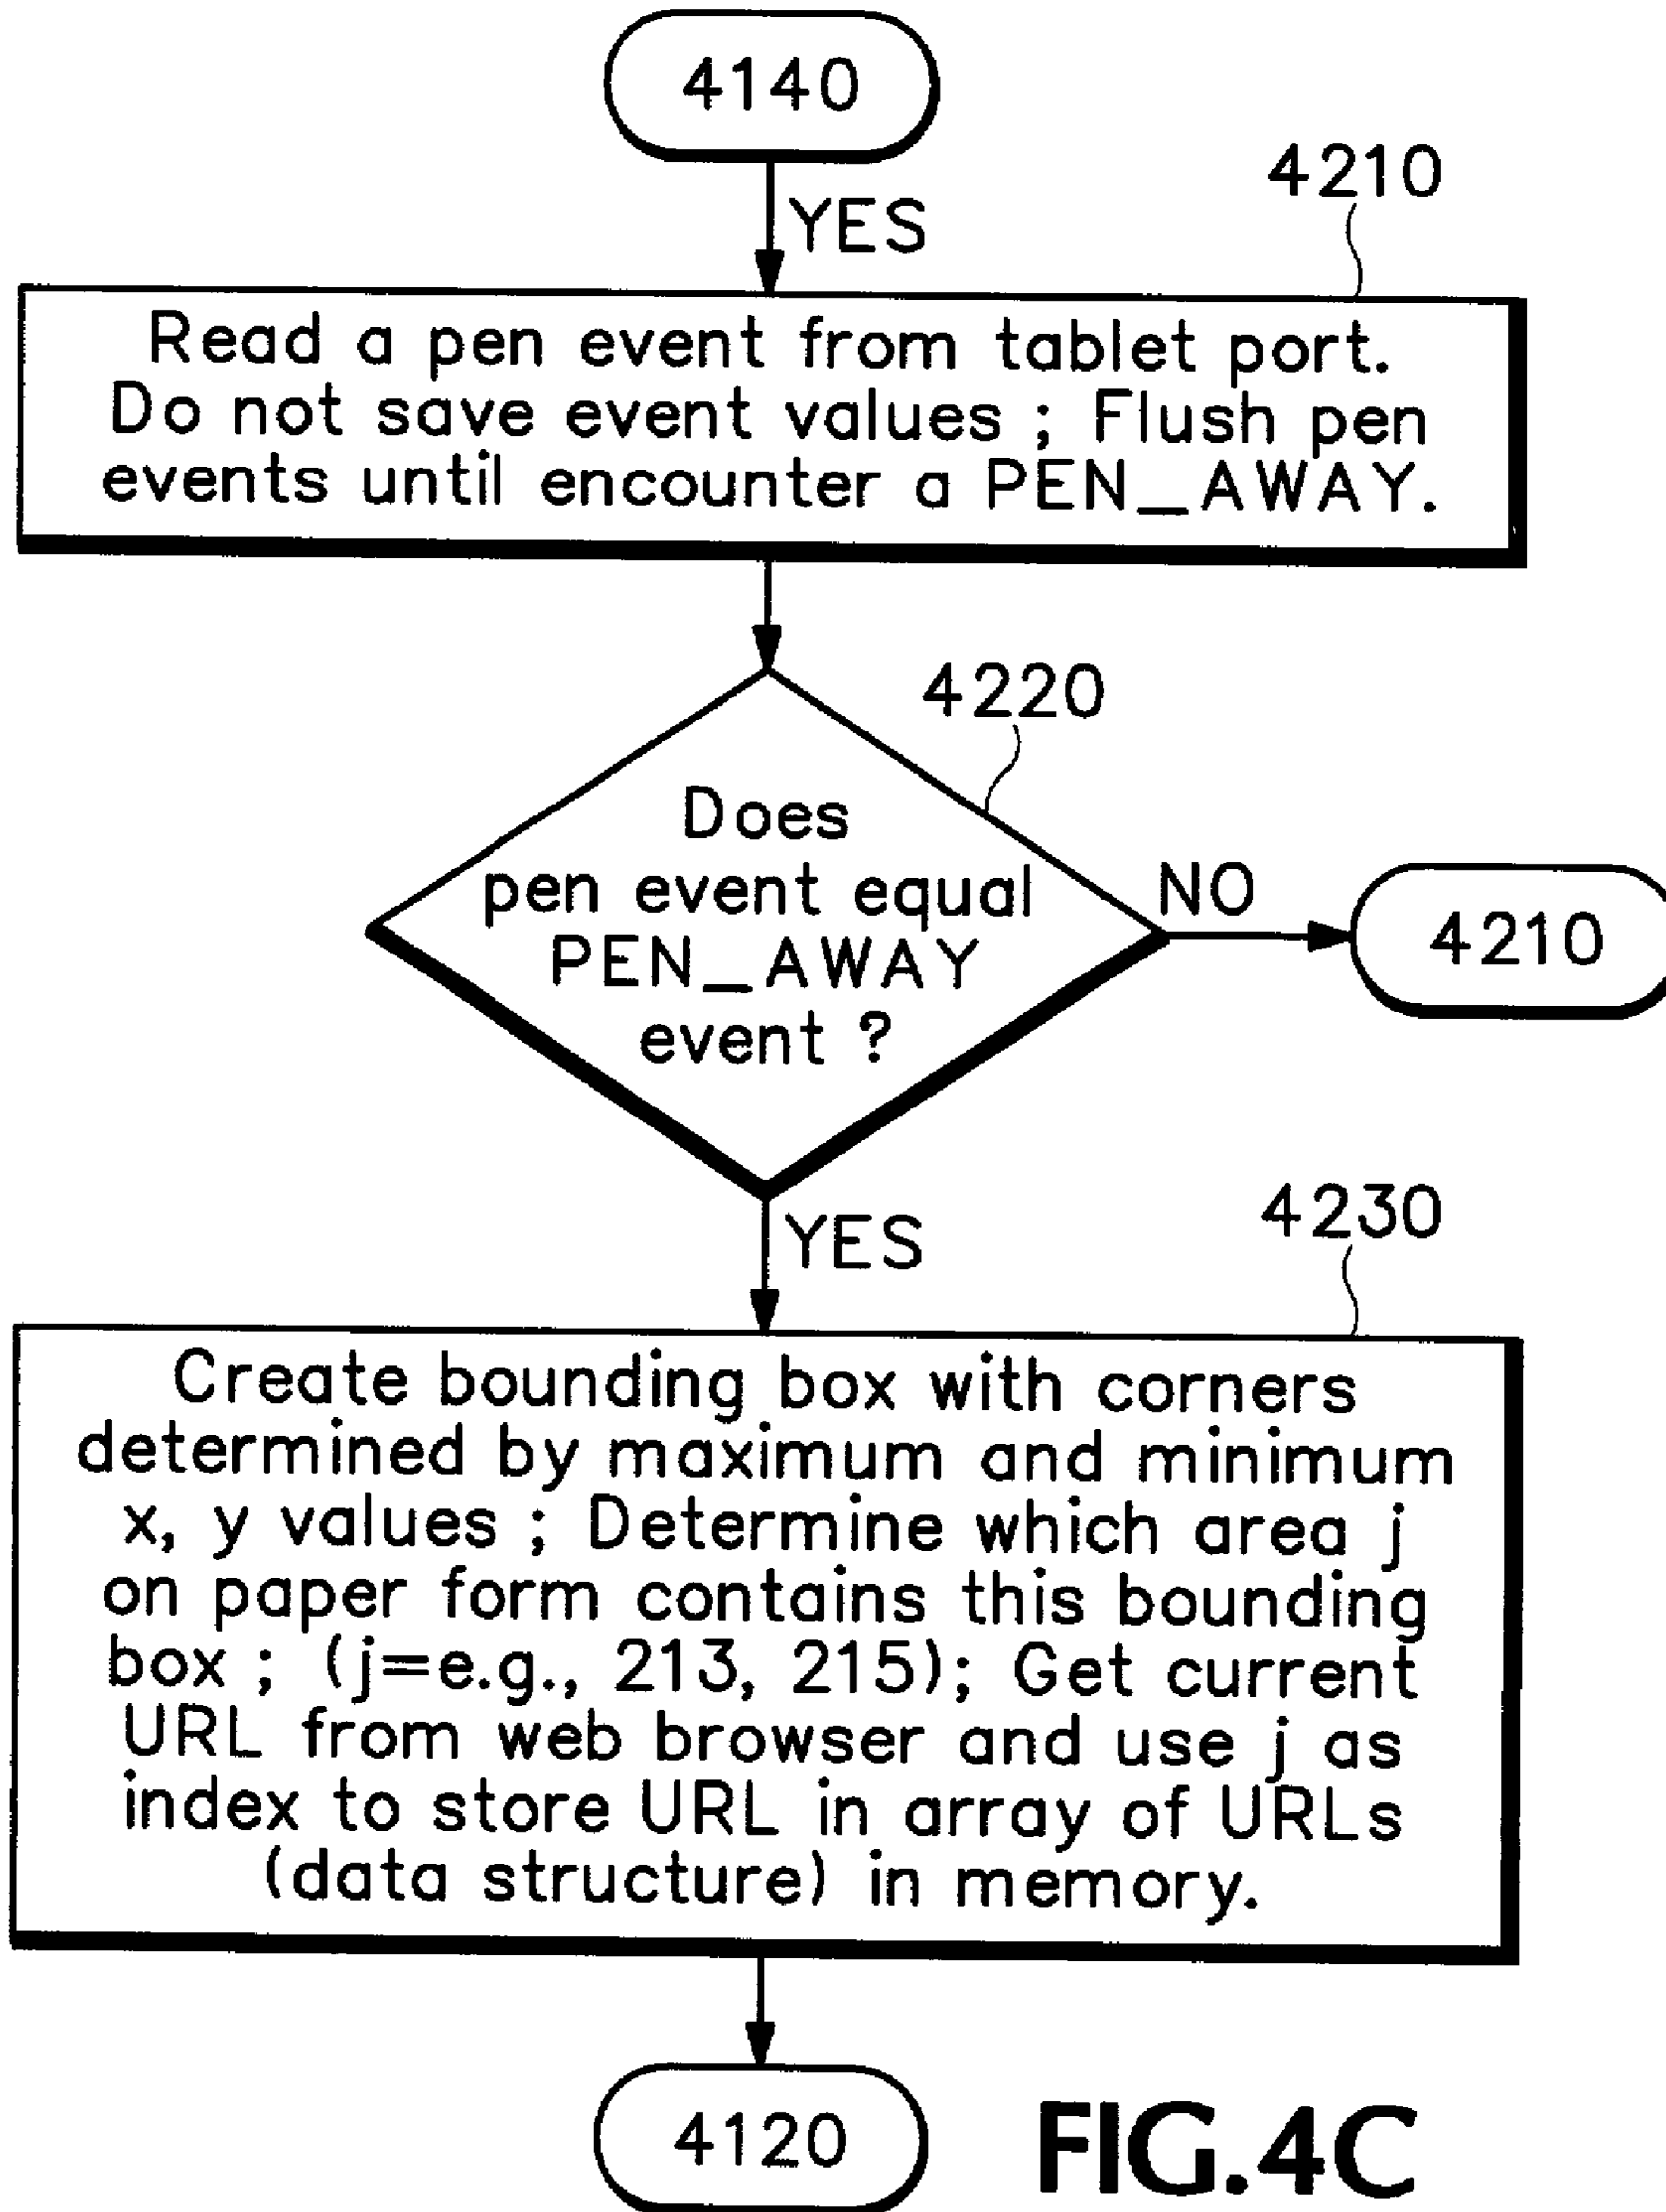 4140
YES
4210
Read a pen event from tablet port.
Do not save event values ; Flush pen
events until encounter a PEN_AWAY.
4220
Does
pen event equal
PEN_AWAY
event ?
NO
4210
YES
4230
Create bounding box with corners
determined by maximum and minimum
x, y values ; Determine which area j
on paper form contains this bounding
box ; (j=e.g., 213, 215); Get current
URL from web browser and use j as
index to store URL in array of URLs
(data structure) in memory.
4120
FIG.4C